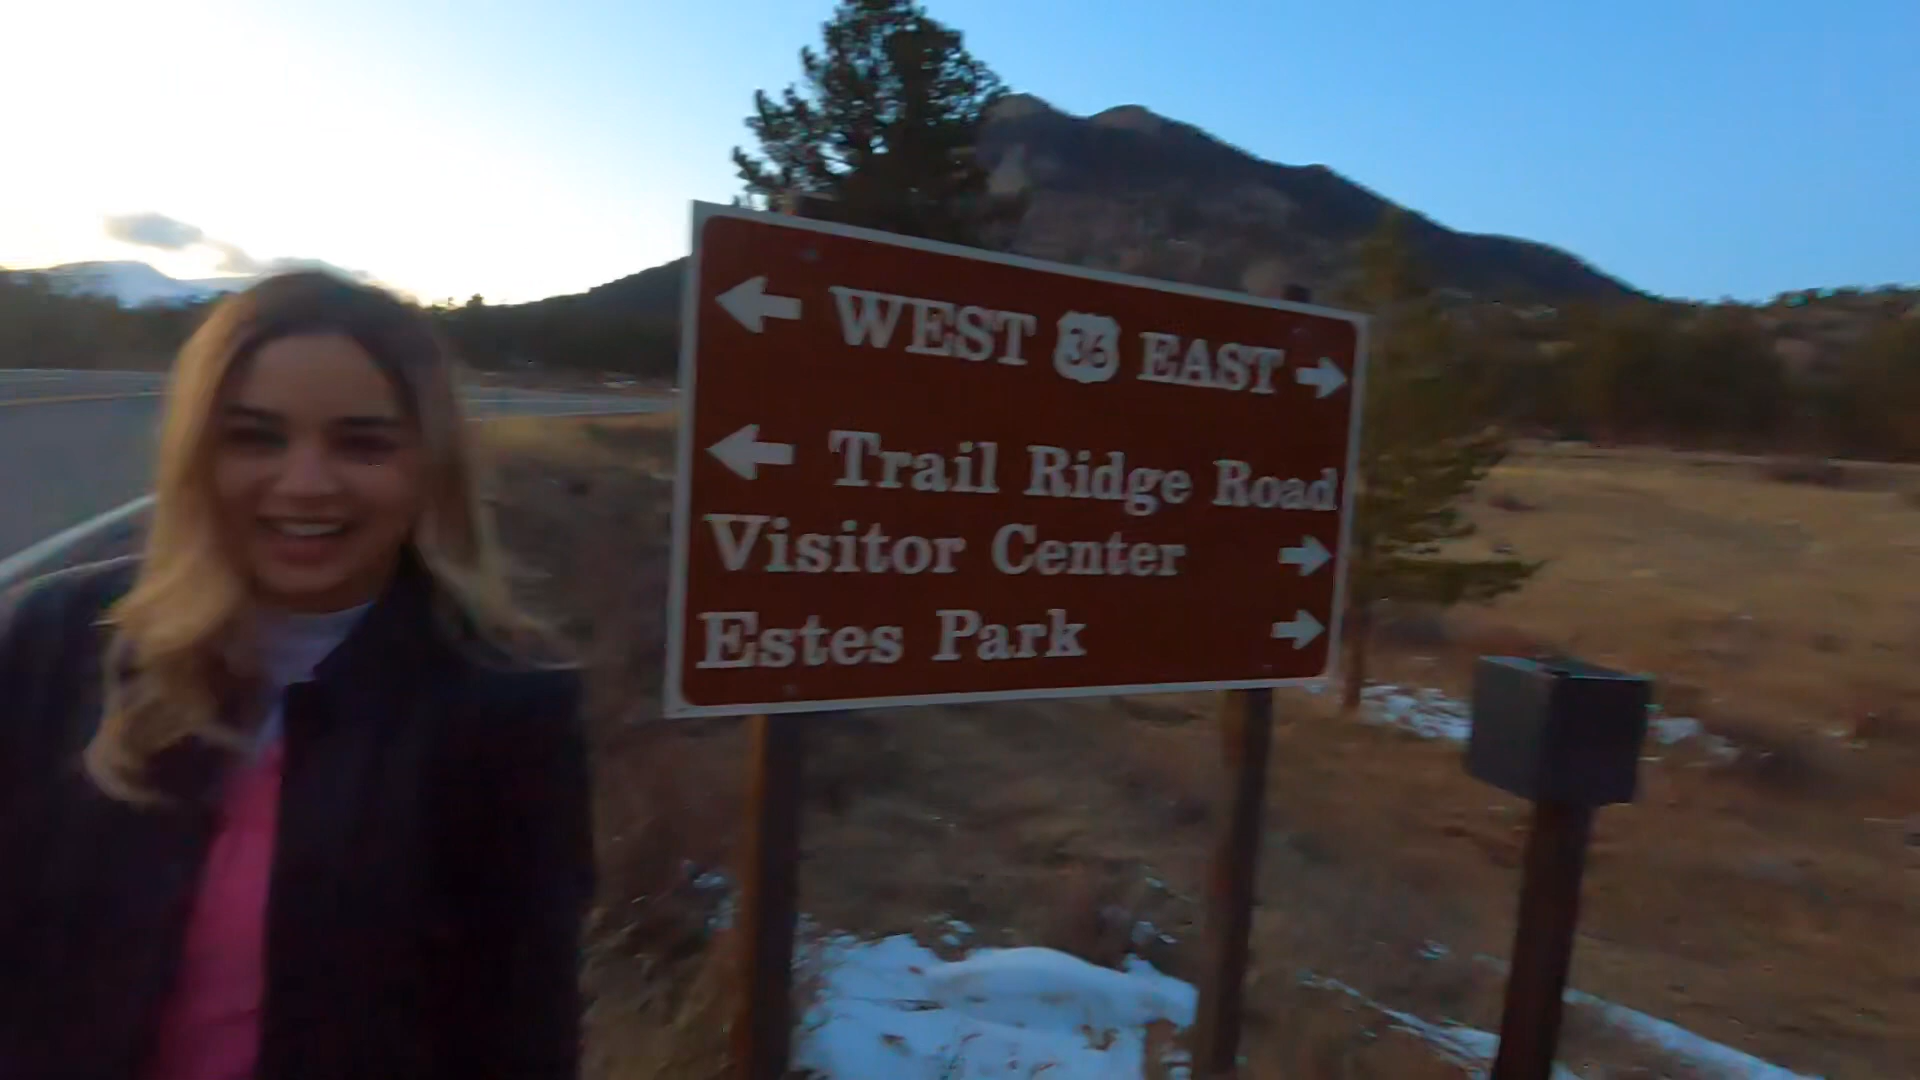 ← WEST 36 EAST →
← Trail Ridge Road
Visitor Center →
Estes Park →